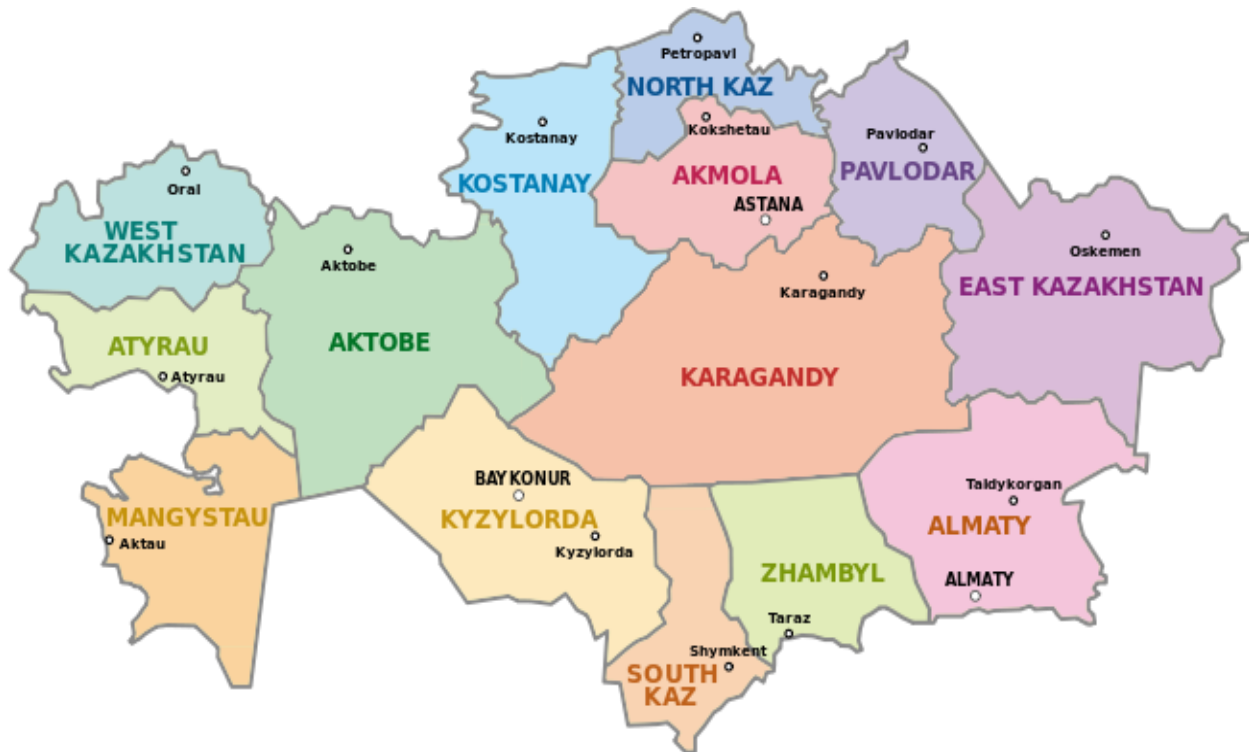 Petropavl
NORTH KAZ
Kostanay
Kokshetau
Pavlodar
Oral
KOSTANAY
AKMOLA
PAVLODAR
ASTANA
WEST
KAZAKHSTAN
Aktobe
Oskemen
Karagandy
EAST KAZAKHSTAN
ATYRAU
AKTOBE
Atyrau
KARAGANDY
BAYKONUR
Taldykorgan
MANGYSTAU
KYZYLORDA
ALMATY
Aktau
Kyzylorda
ZHAMBYL
ALMATY
Taraz
Shymkent
SOUTH
KAZ